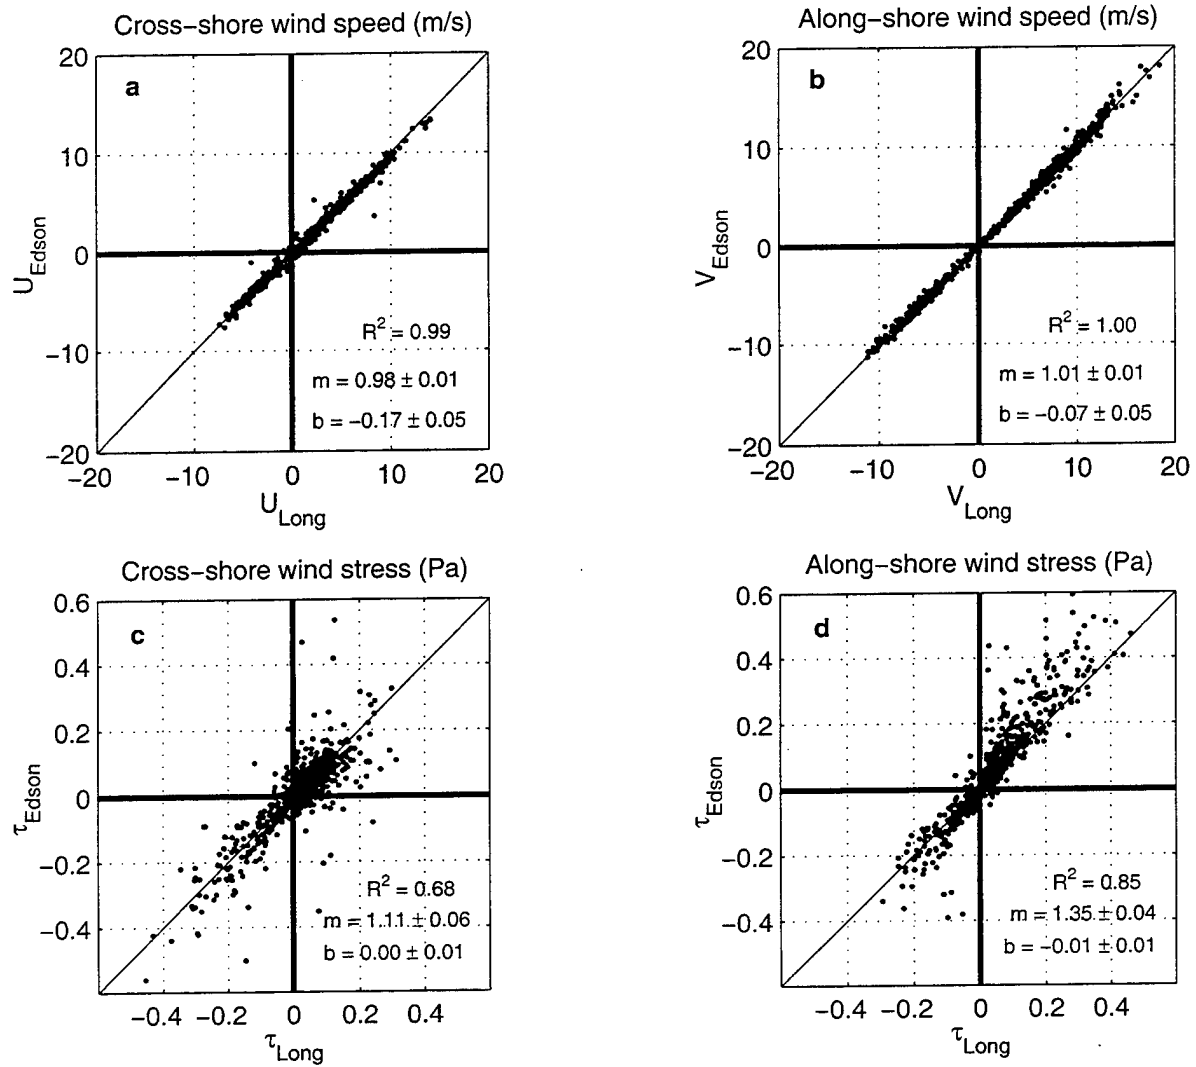 Cross-shore wind speed (m/s)
a
20
10
0
-10
-20
U_Edson
R² = 0.99
m = 0.98 ± 0.01
b = -0.17 ± 0.05
-20 -10 0 10 20
U_Long
Along-shore wind speed (m/s)
b
20
10
0
-10
-20
V_Edson
R² = 1.00
m = 1.01 ± 0.01
b = -0.07 ± 0.05
-20 -10 0 10 20
V_Long
Cross-shore wind stress (Pa)
c
0.6
0.4
0.2
0
-0.2
-0.4
τ_Edson
R² = 0.68
m = 1.11 ± 0.06
b = 0.00 ± 0.01
-0.4 -0.2 0 0.2 0.4
τ_Long
Along-shore wind stress (Pa)
d
0.6
0.4
0.2
0
-0.2
-0.4
τ_Edson
R² = 0.85
m = 1.35 ± 0.04
b = -0.01 ± 0.01
-0.4 -0.2 0 0.2 0.4
τ_Long